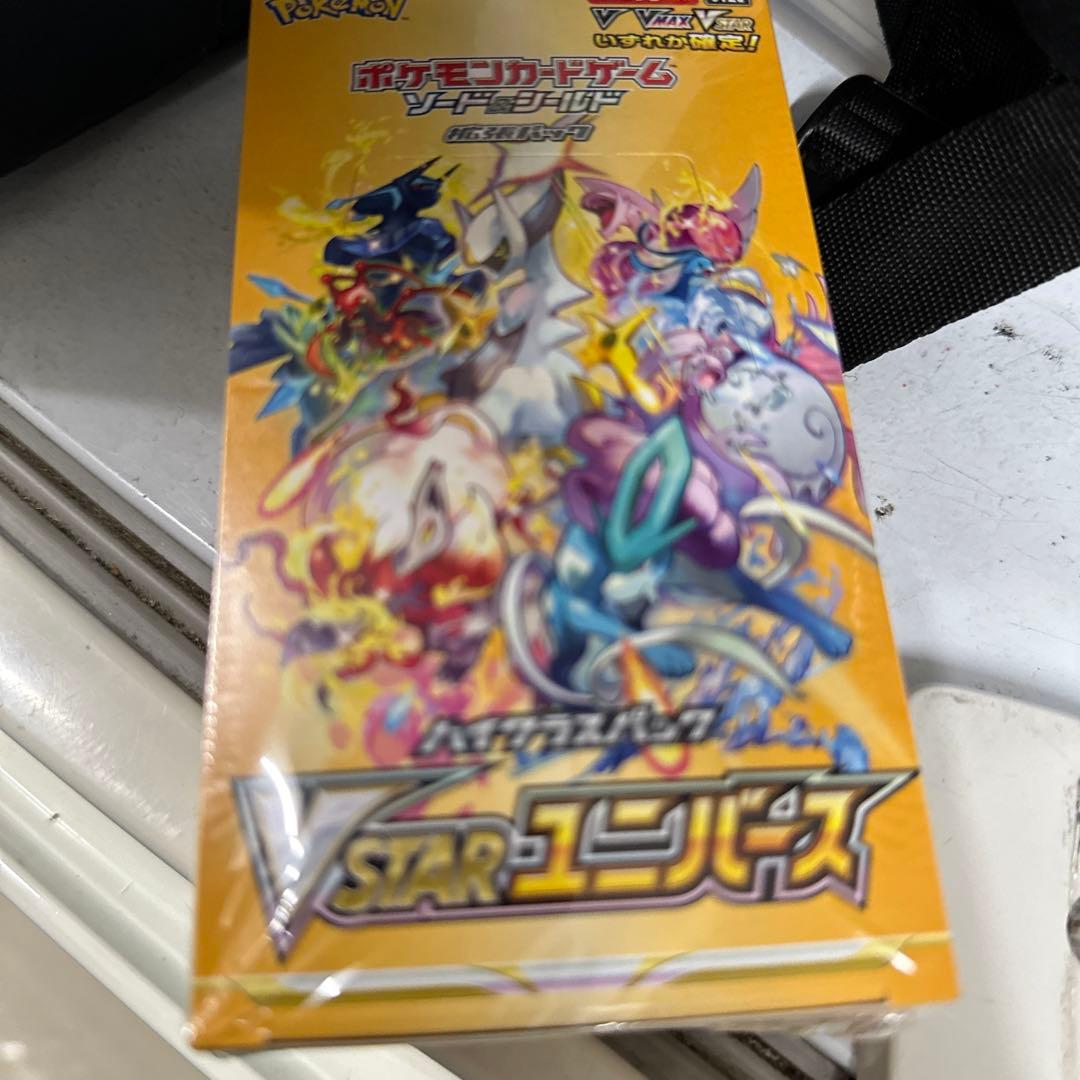 POKÉMON
V VMAX VSTAR
いずれか確定!
ポケモンカードゲーム
ソード&シールド
拡張パック
ハイクラスパック
VSTARユニバース